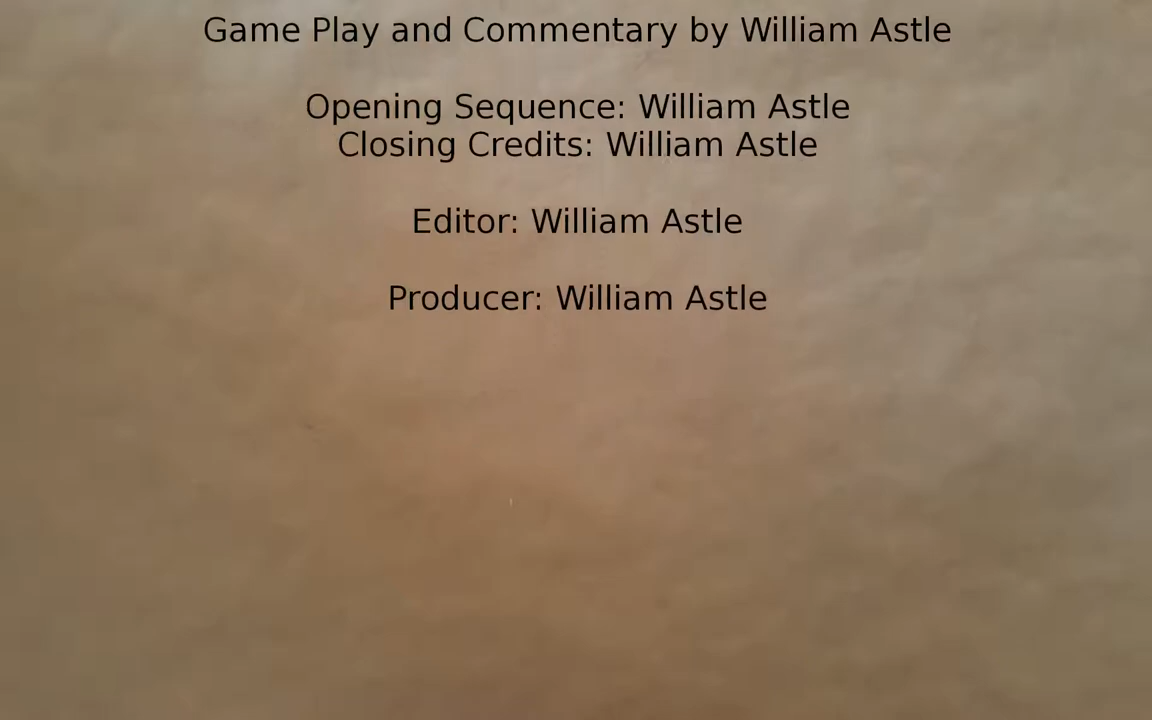 Game Play and Commentary by William Astle
Opening Sequence: William Astle
Closing Credits: William Astle
Editor: William Astle
Producer: William Astle